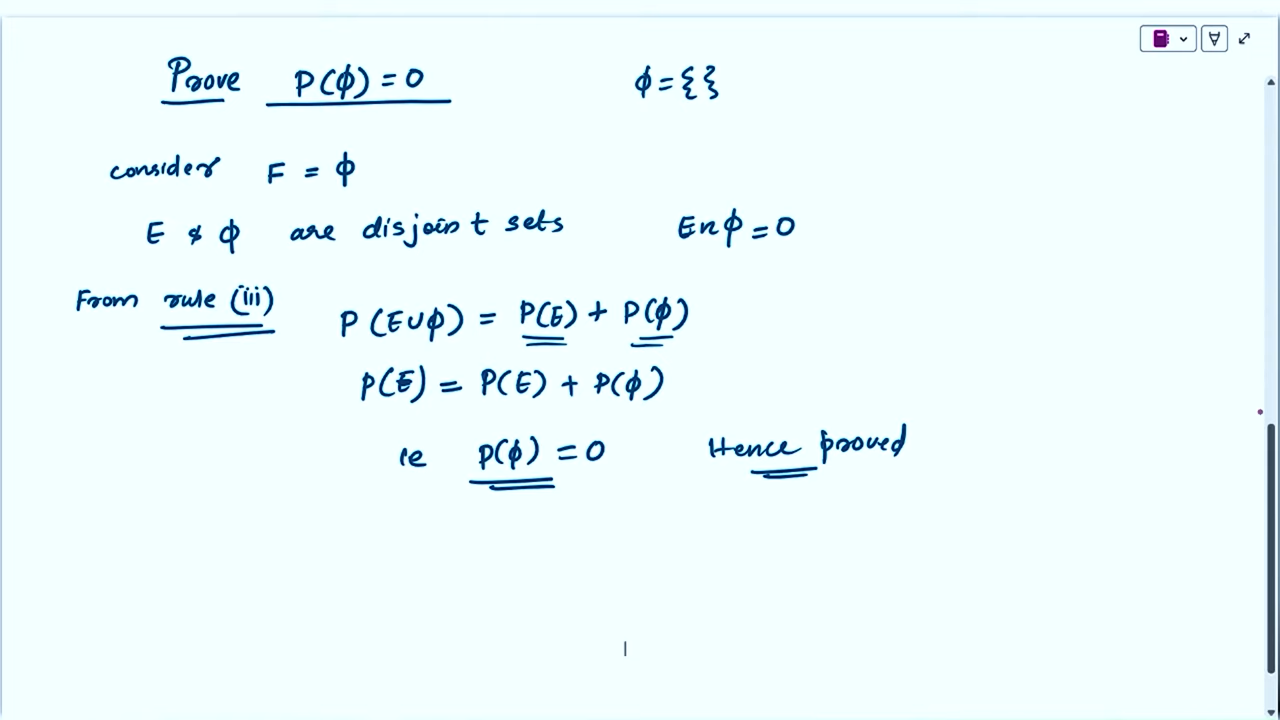 Prove P(ϕ) = 0 ϕ = { }
consider F = ϕ
E & ϕ are disjoint sets E∩ϕ = 0
From rule (iii) P(E∪ϕ) = P(E) + P(ϕ)
P(E) = P(E) + P(ϕ)
ie P(ϕ) = 0 Hence proved